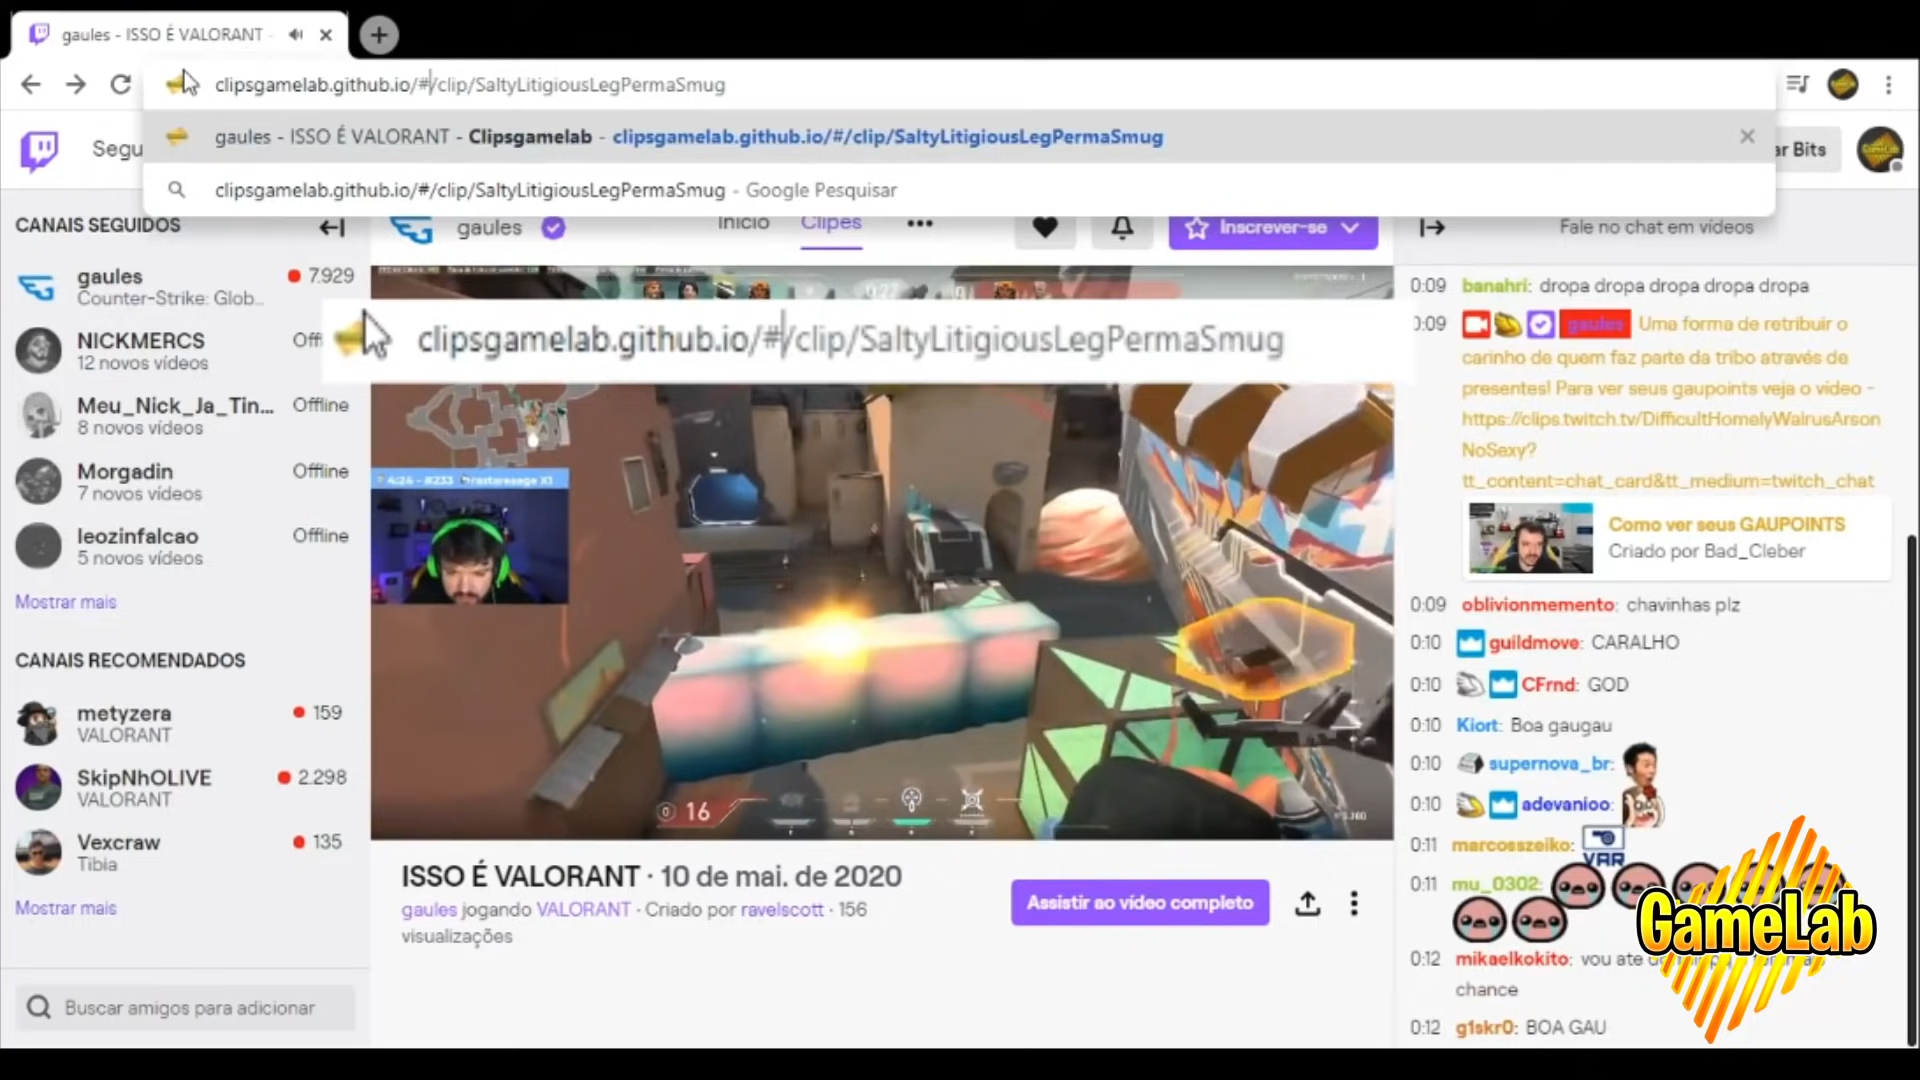 gaules - ISSO É VALORANT -
clipsgamelab.github.io/#/clip/SaltyLitigiousLegPermaSmug
gaules - ISSO É VALORANT - Clipsgamelab - clipsgamelab.github.io/#/clip/SaltyLitigiousLegPermaSmug
clipsgamelab.github.io/#/clip/SaltyLitigiousLegPermaSmug - Google Pesquisar
Segu
ar Bits
CANAIS SEGUIDOS
gaules 7.929
Counter-Strike: Glob...
NICKMERCS Off
12 novos vídeos
Meu_Nick_Ja_Tin... Offline
8 novos vídeos
Morgadin Offline
7 novos vídeos
leozinfalcao Offline
5 novos vídeos
Mostrar mais
CANAIS RECOMENDADOS
metyzera 159
VALORANT
SkipNhOLIVE 2.298
VALORANT
Vexcraw 135
Tibia
Mostrar mais
Buscar amigos para adicionar
gaules Início Clipes ••• Inscrever-se
clipsgamelab.github.io/#/clip/SaltyLitigiousLegPermaSmug
0:27
4:24 - #233
16
ISSO É VALORANT · 10 de mai. de 2020
gaules jogando VALORANT · Criado por ravelscott · 156
visualizações
Assistir ao vídeo completo
Fale no chat em vídeos
0:09 banahri: dropa dropa dropa dropa dropa
0:09 gaules Uma forma de retribuir o
carinho de quem faz parte da tribo através de
presentes! Para ver seus gaupoints veja o vídeo -
https://clips.twitch.tv/DifficultHomelyWalrusArson
NoSexy?
tt_content=chat_card&tt_medium=twitch_chat
Como ver seus GAUPOINTS
Criado por Bad_Cleber
0:09 oblivionmemento: chavinhas plz
0:10 guildmove: CARALHO
0:10 CFrnd: GOD
0:10 Kiort: Boa gaugau
0:10 supernova_br:
0:10 adevanioo:
0:11 marcosszeiko: VAR
0:11 mu_0302:
0:12 mikaelkokito: vou ate
chance
0:12 g1skr0: BOA GAU
GameLab